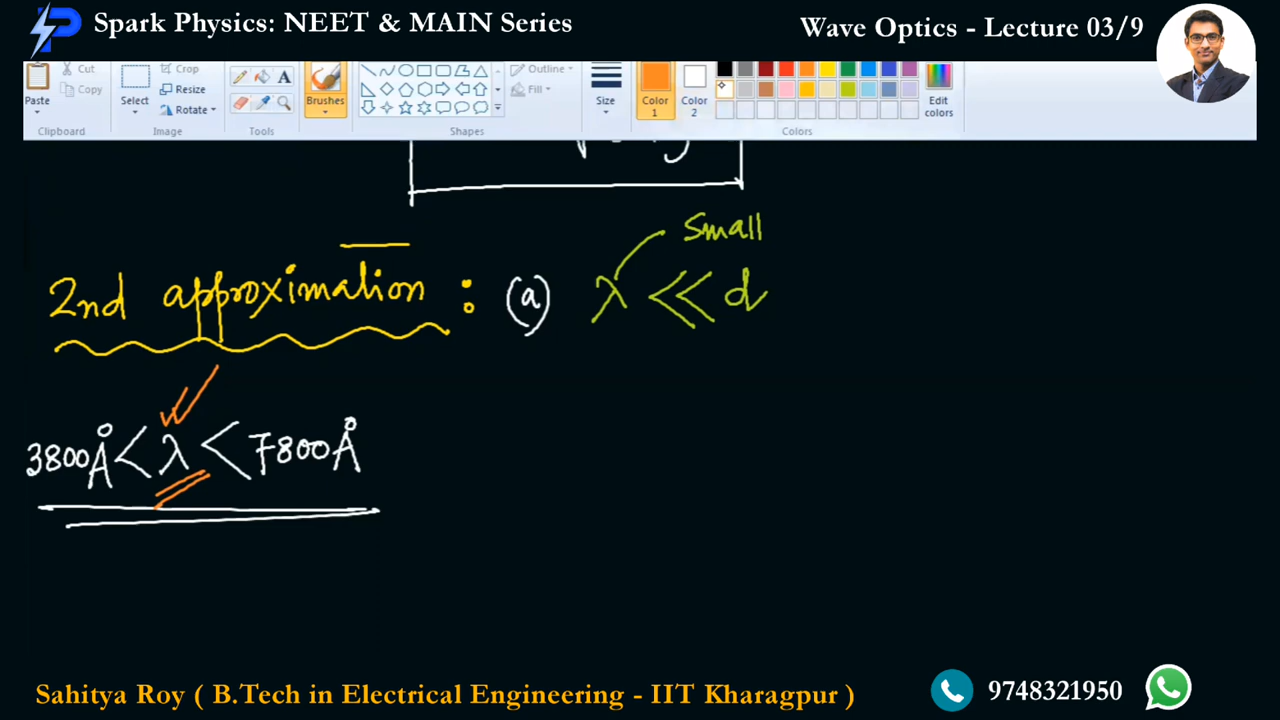 Spark Physics: NEET & MAIN Series
Wave Optics - Lecture 03/9
Cut
Copy
Paste
Clipboard
Select
Crop
Resize
Rotate
Image
Tools
Brushes
Outline
Fill
Shapes
Size
Color 1
Color 2
Edit colors
Colors
Small
2nd approximation : (a) λ << d
3800Å < λ < 7800Å
Sahitya Roy ( B.Tech in Electrical Engineering - IIT Kharagpur )
9748321950